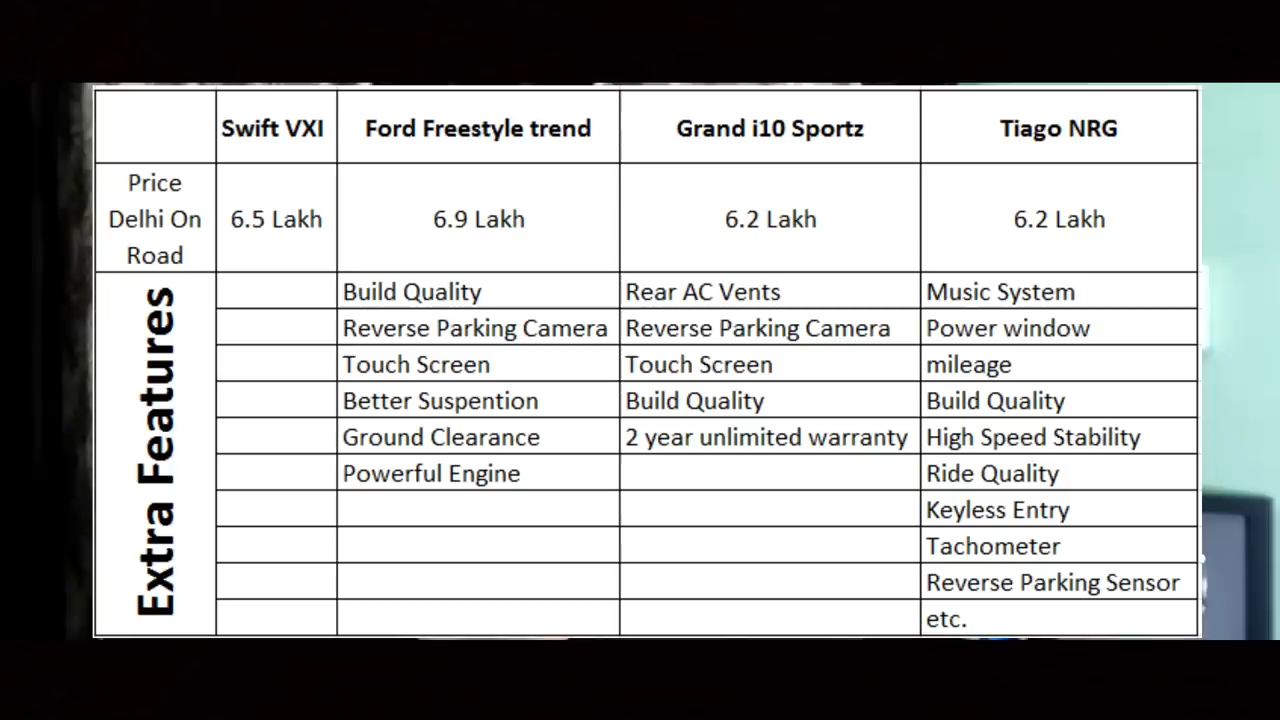 Swift VXI Ford Freestyle trend Grand i10 Sportz Tiago NRG
Price
Delhi On
Road
6.5 Lakh 6.9 Lakh 6.2 Lakh 6.2 Lakh
Extra Features
Build Quality Rear AC Vents Music System
Reverse Parking Camera Reverse Parking Camera Power window
Touch Screen Touch Screen mileage
Better Suspention Build Quality Build Quality
Ground Clearance 2 year unlimited warranty High Speed Stability
Powerful Engine Ride Quality
Keyless Entry
Tachometer
Reverse Parking Sensor
etc.